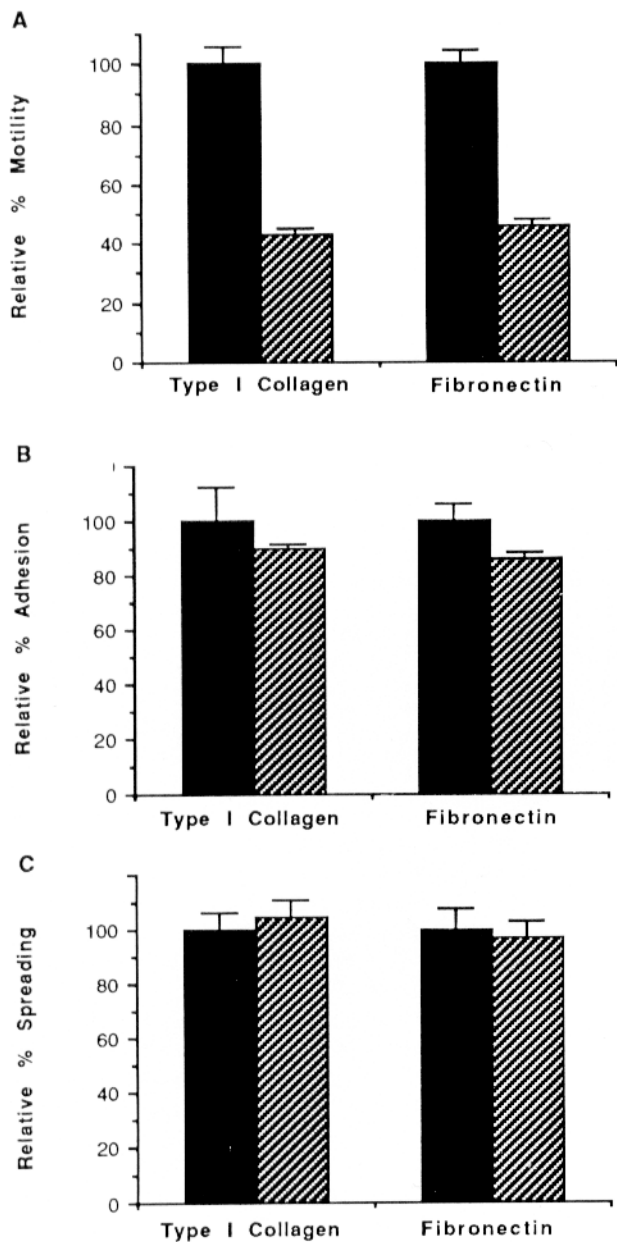 A
Relative % Motility
100
80
60
40
20
0
Type I Collagen Fibronectin
B
Relative % Adhesion
100
80
60
40
20
0
Type I Collagen Fibronectin
C
Relative % Spreading
100
80
60
40
20
0
Type I Collagen Fibronectin